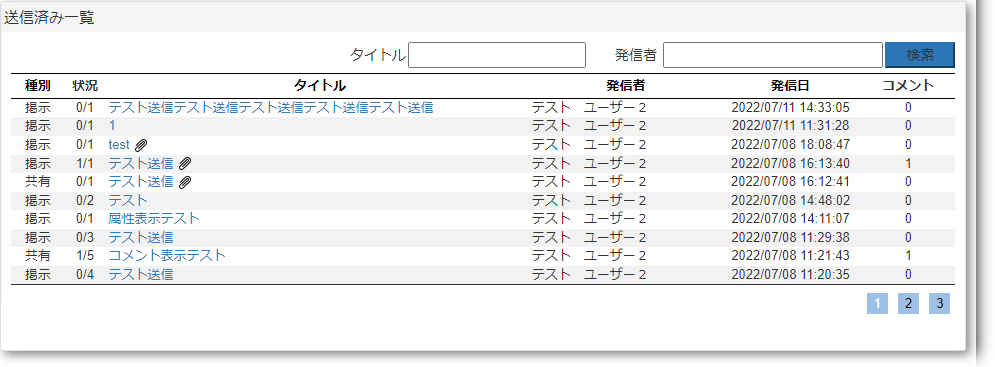 送信済み一覧
タイトル 発信者 検索
種別 状況 タイトル 発信者 発信日 コメント
掲示 0/1 テスト送信テスト送信テスト送信テスト送信テスト送信 テスト ユーザー２ 2022/07/11 14:33:05 0
掲示 0/1 1 テスト ユーザー２ 2022/07/11 11:31:28 0
掲示 0/1 test テスト ユーザー２ 2022/07/08 18:08:47 0
掲示 1/1 テスト送信 テスト ユーザー２ 2022/07/08 16:13:40 1
共有 0/1 テスト送信 テスト ユーザー２ 2022/07/08 16:12:41 0
掲示 0/2 テスト テスト ユーザー２ 2022/07/08 14:48:02 0
掲示 0/1 属性表示テスト テスト ユーザー２ 2022/07/08 14:11:07 0
掲示 0/3 テスト送信 テスト ユーザー２ 2022/07/08 11:29:38 0
共有 1/5 コメント表示テスト テスト ユーザー２ 2022/07/08 11:21:43 1
掲示 0/4 テスト送信 テスト ユーザー２ 2022/07/08 11:20:35 0
1 2 3